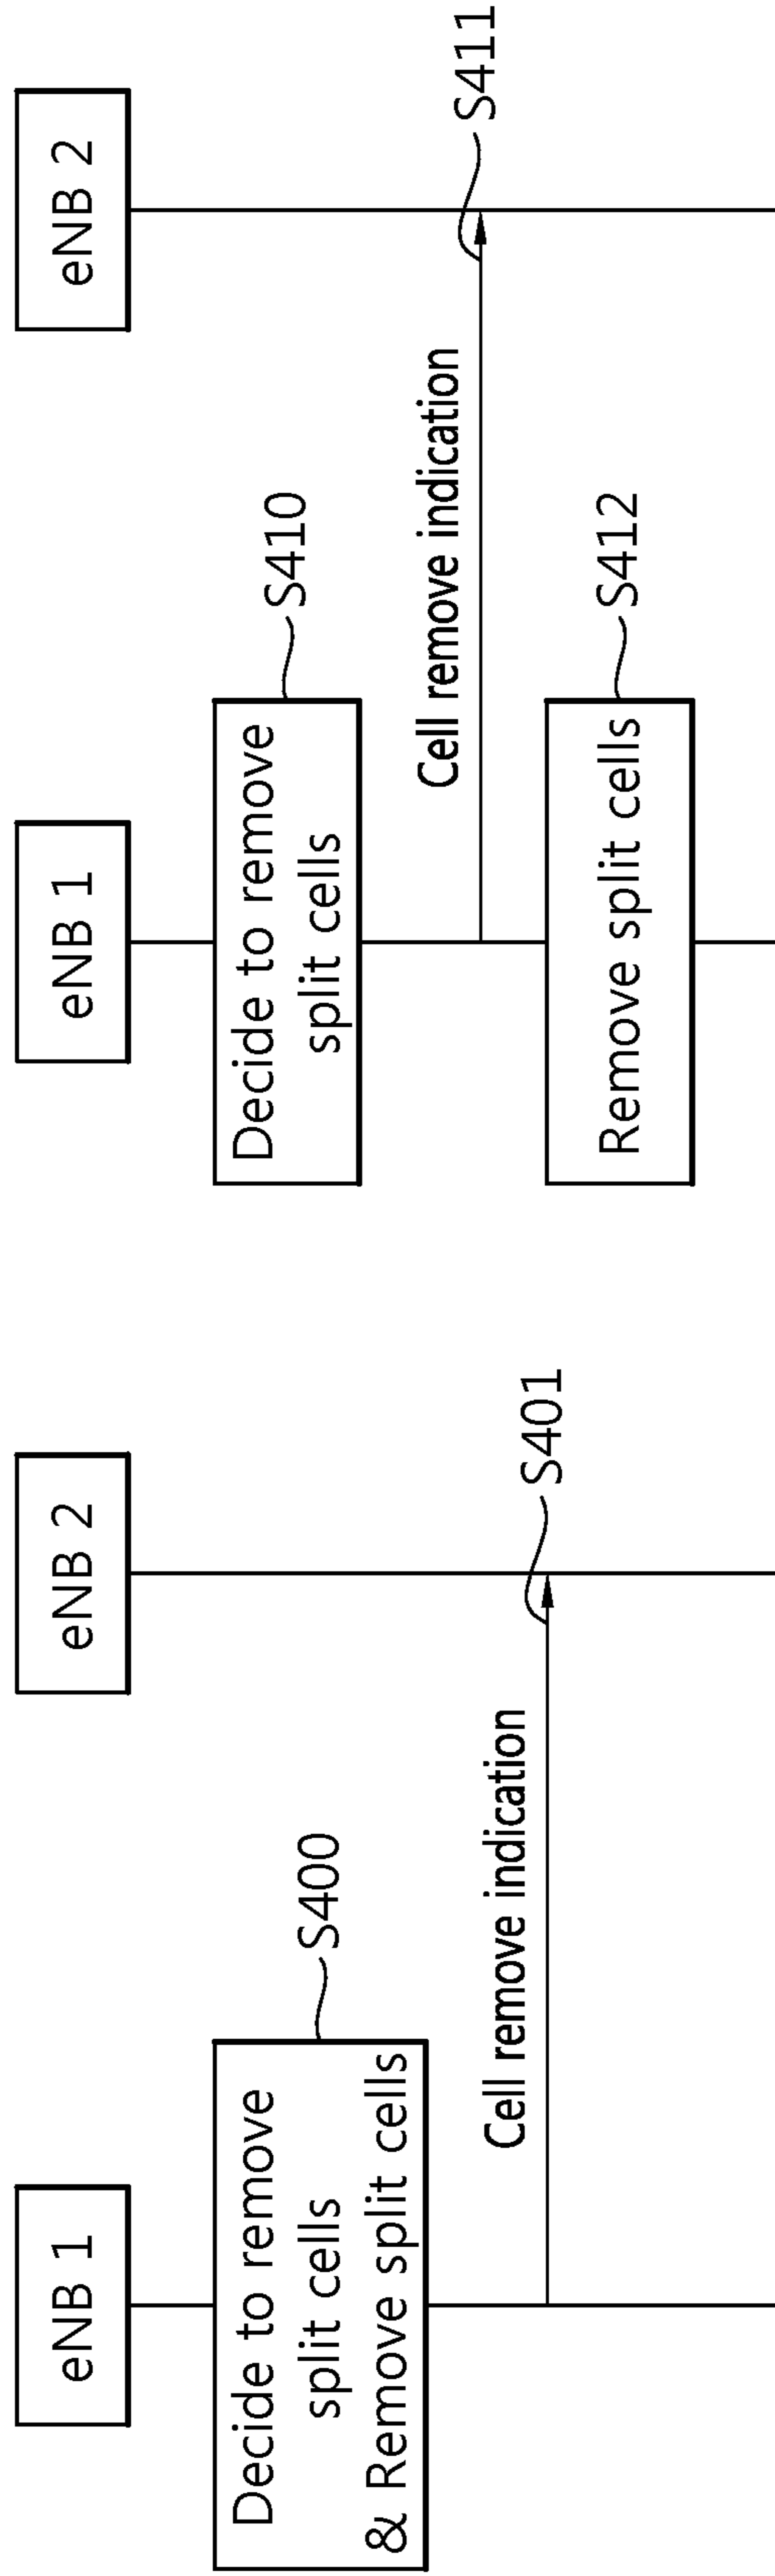 eNB 1
eNB 2
Decide to remove
split cells
& Remove split cells
S400
Cell remove indication
S401
eNB 1
eNB 2
Decide to remove
split cells
S410
Cell remove indication
S411
Remove split cells
S412